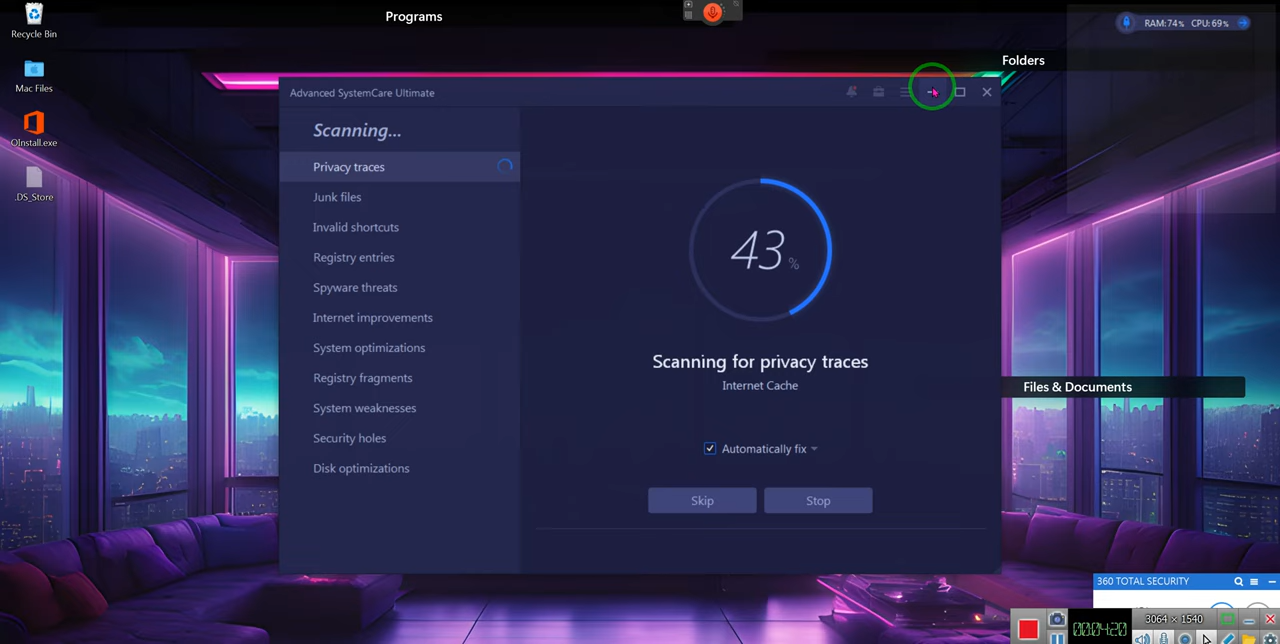 Programs
Recycle Bin
RAM:74% CPU:69%
Folders
Mac Files
Advanced SystemCare Ultimate
OInstall.exe
.DS_Store
Scanning...
Privacy traces
Junk files
Invalid shortcuts
Registry entries
Spyware threats
Internet improvements
System optimizations
Registry fragments
System weaknesses
Security holes
Disk optimizations
43 %
Scanning for privacy traces
Internet Cache
Automatically fix
Skip
Stop
Files & Documents
360 TOTAL SECURITY
3064 × 1540
00:04:20